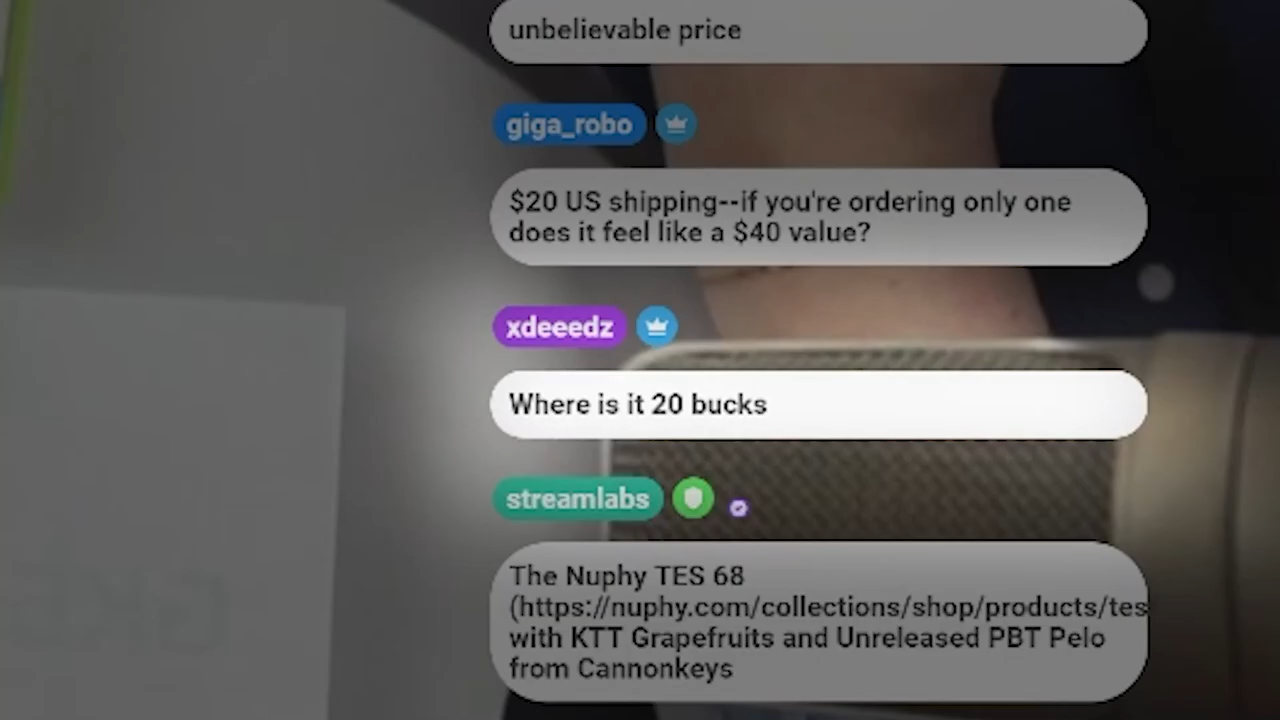 unbelievable price
giga_robo
$20 US shipping--if you're ordering only one
does it feel like a $40 value?
xdeeedz
Where is it 20 bucks
streamlabs
The Nuphy TES 68
(https://nuphy.com/collections/shop/products/tes
with KTT Grapefruits and Unreleased PBT Pelo
from Cannonkeys